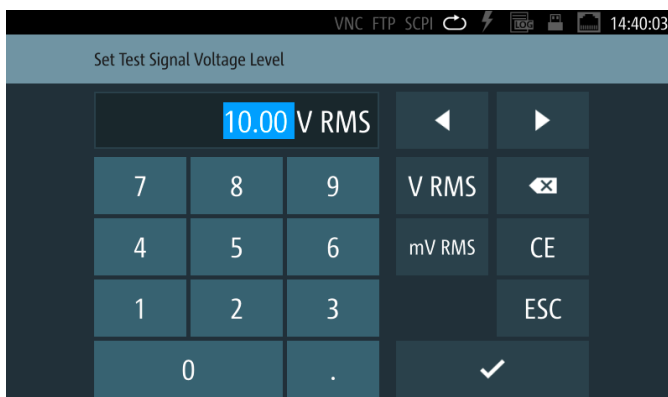 VNC FTP SCPI LOG 14:40:03
Set Test Signal Voltage Level
10.00 V RMS
7 8 9 V RMS
4 5 6 mV RMS CE
1 2 3 ESC
0 .